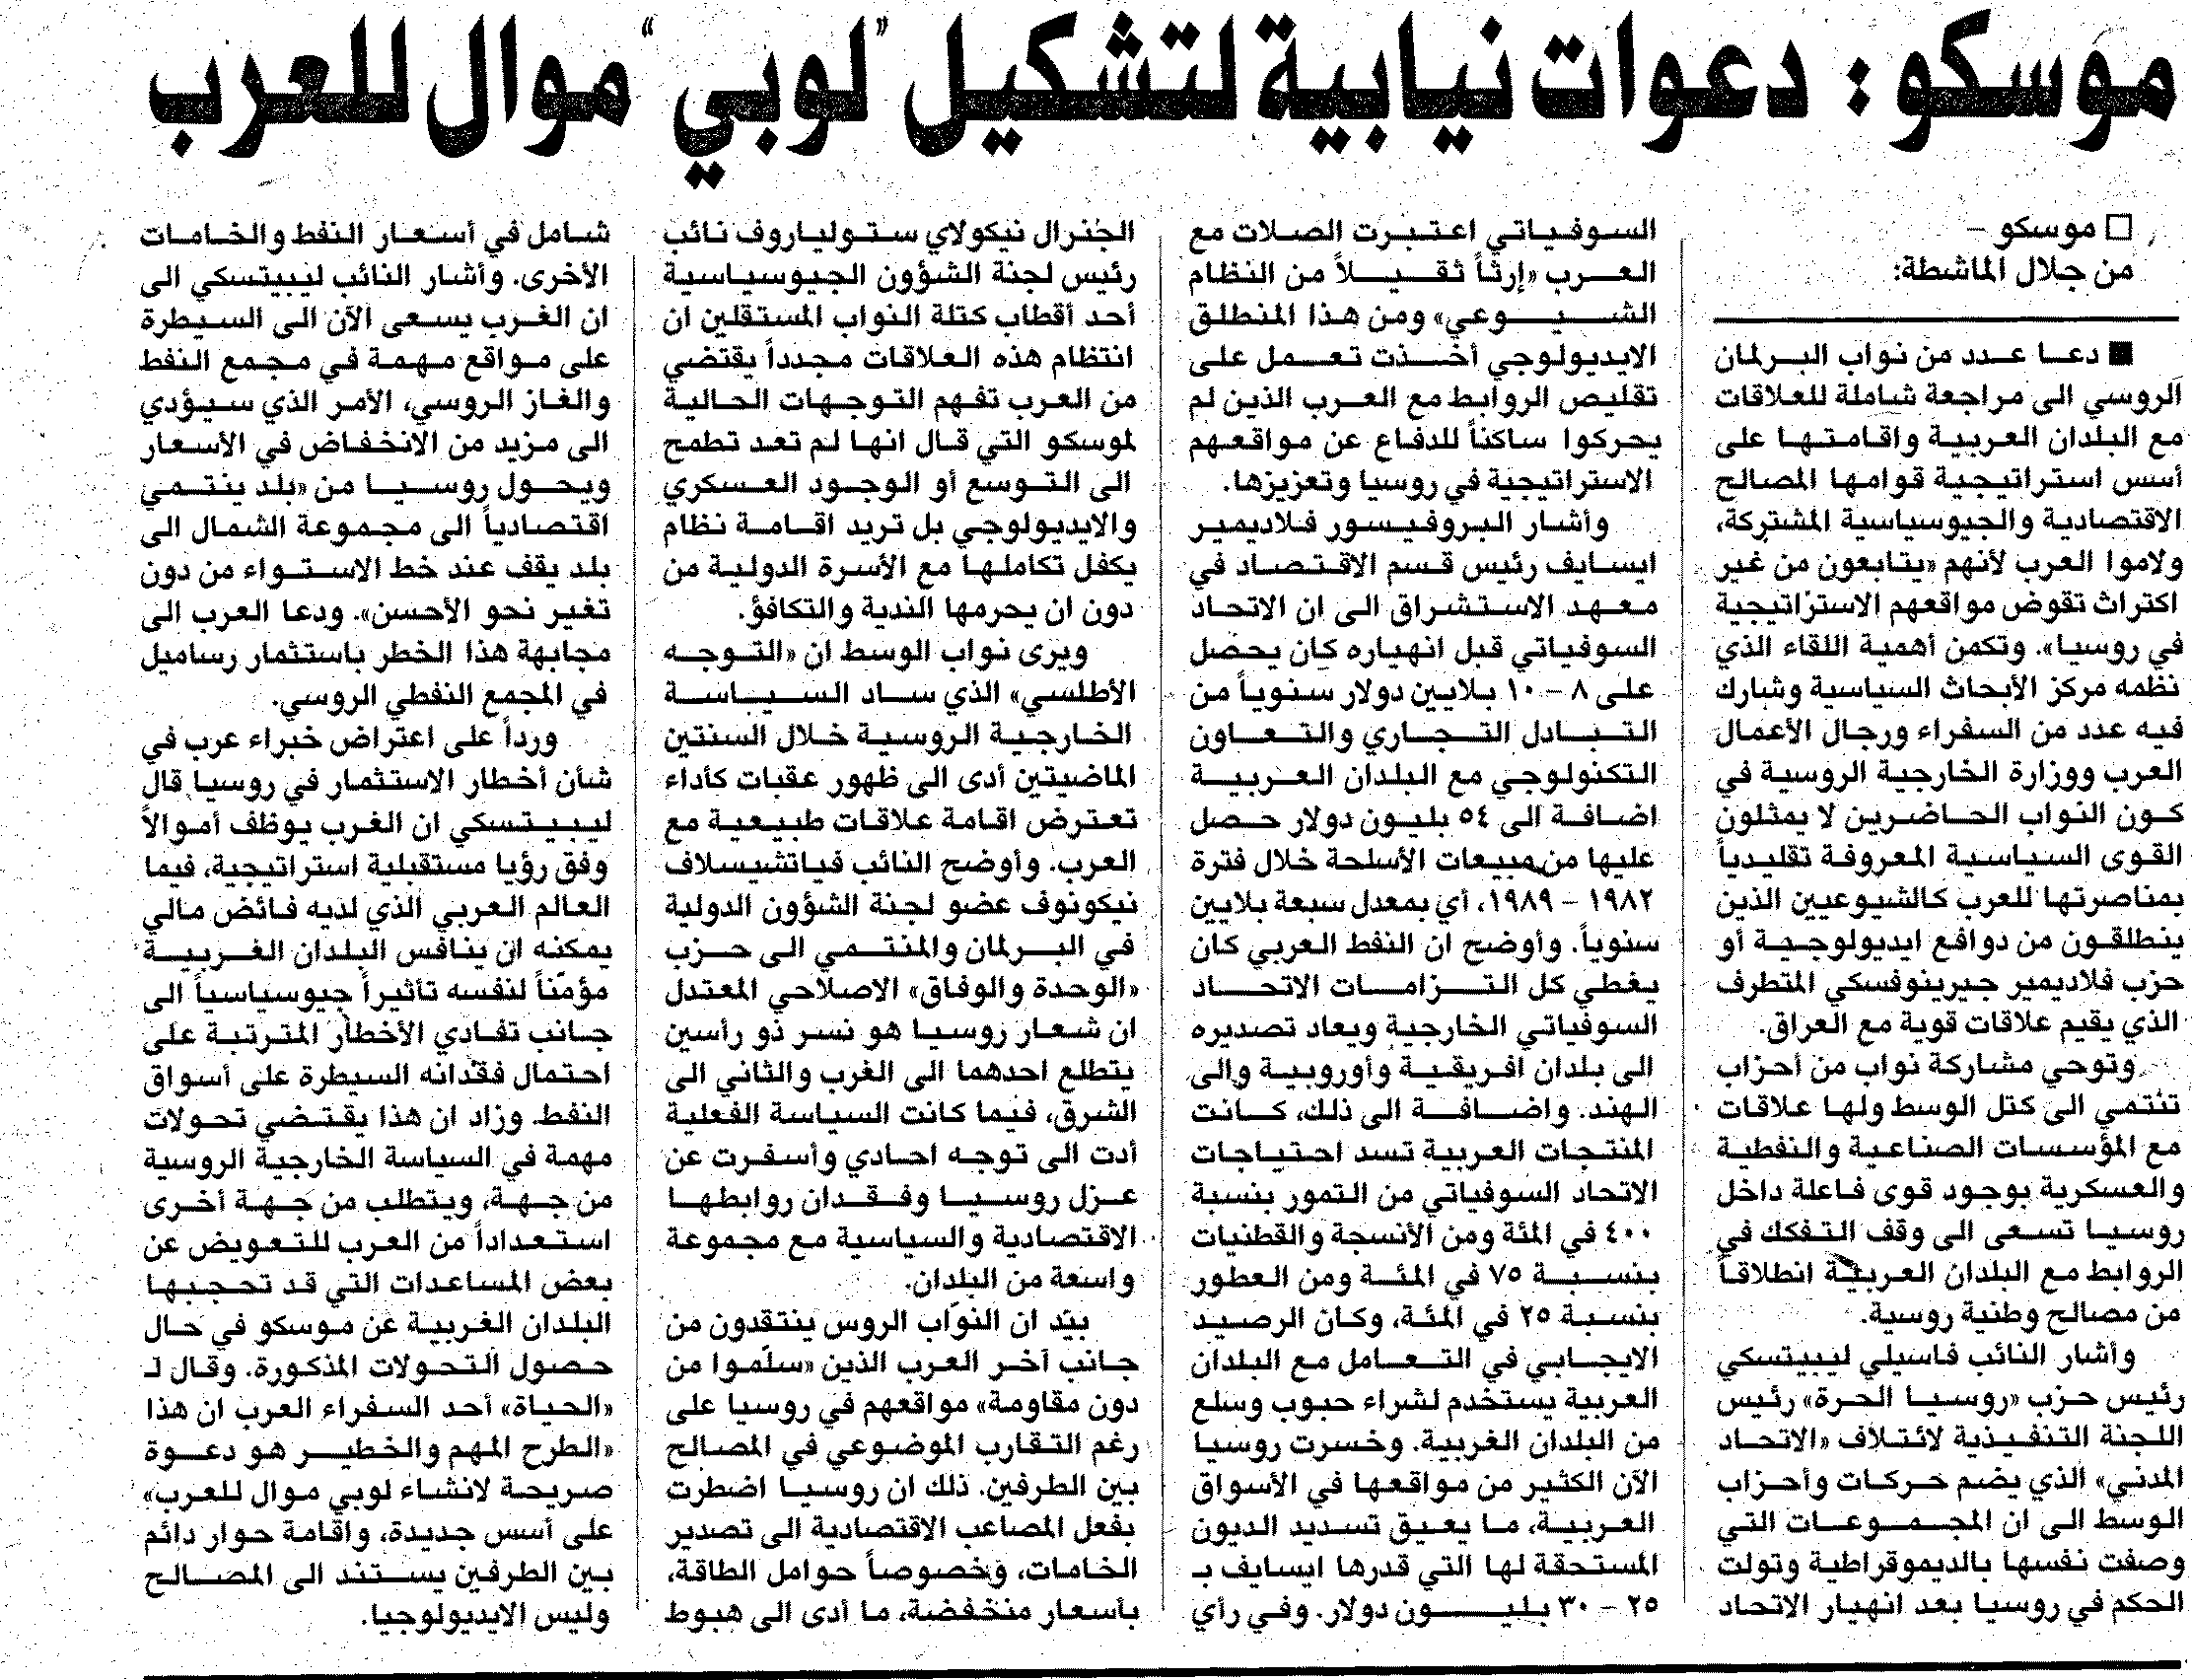 موسكو: دعوات نيابية لتشكيل "لوبي" موال للعرب
□ موسكو –
من جلال الماشطة:
■ دعا عدد من نواب البرلمان
الروسي الى مراجعة شاملة للعلاقات
مع البلدان العربية واقامتها على
أسس استراتيجية قوامها المصالح
الاقتصادية والجيوسياسية المشتركة،
ولاموا العرب لأنهم «يتابعون من غير
اكتراث تقوض مواقعهم الاستراتيجية
في روسيا». وتكمن أهمية اللقاء الذي
نظمه مركز الأبحاث السياسية وشارك
فيه عدد من السفراء ورجال الأعمال
العرب ووزارة الخارجية الروسية في
كون النواب الحاضرين لا يمثلون
القوى السياسية المعروفة تقليدياً
بمناصرتها للعرب كالشيوعيين الذين
ينطلقون من دوافع ايديولوجية أو
حزب فلاديمير جيرينوفسكي المتطرف
الذي يقيم علاقات قوية مع العراق.
وتوحي مشاركة نواب من أحزاب
تنتمي الى كتل الوسط ولها علاقات
مع المؤسسات الصناعية والنفطية
والعسكرية بوجود قوى فاعلة داخل
روسيا تسعى الى وقف التفكك في
الروابط مع البلدان العربية انطلاقاً
من مصالح وطنية روسية.
وأشار النائب فاسيلي ليبيتسكي
رئيس حزب «روسيا الحرة» رئيس
اللجنة التنفيذية لائتلاف «الاتحاد
المدني» الذي يضم حركات وأحزاب
الوسط الى ان المجموعات التي
وصفت نفسها بالديموقراطية وتولت
الحكم في روسيا بعد انهيار الاتحاد
السوفياتي اعتبرت الصلات مع
العرب «إرثاً ثقيلاً من النظام
الشيوعي» ومن هذا المنطلق
الايديولوجي أخذت تعمل على
تقليص الروابط مع العرب الذين لم
يحركوا ساكناً للدفاع عن مواقعهم
الاستراتيجية في روسيا وتعزيزها.
وأشار البروفيسور فلاديمير
ايسايف رئيس قسم الاقتصاد في
معهد الاستشراق الى ان الاتحاد
السوفياتي قبل انهياره كان يحصل
على ٨ – ١٠ بلايين دولار سنوياً من
التبادل التجاري والتعاون
التكنولوجي مع البلدان العربية
اضافة الى ٥٤ بليون دولار حصل
عليها من مبيعات الأسلحة خلال فترة
١٩٨٢ – ١٩٨٩، أي بمعدل سبعة بلايين
سنوياً. وأوضح ان النفط العربي كان
يغطي كل التزامات الاتحاد
السوفياتي الخارجية ويعاد تصديره
الى بلدان افريقية وأوروبية والى
الهند. واضافة الى ذلك، كانت
المنتجات العربية تسد احتياجات
الاتحاد السوفياتي من التمور بنسبة
٤٠٠ في المئة ومن الأنسجة والقطنيات
بنسبة ٧٥ في المئة ومن العطور
بنسبة ٢٥ في المئة، وكان الرصيد
الايجابي في التعامل مع البلدان
العربية يستخدم لشراء حبوب وسلع
من البلدان الغربية. وخسرت روسيا
الآن الكثير من مواقعها في الأسواق
العربية، ما يعيق تسديد الديون
المستحقة لها التي قدرها ايسايف بـ
٢٥ – ٣٠ بليون دولار. وفي رأي
الجنرال نيكولاي ستولياروف نائب
رئيس لجنة الشؤون الجيوسياسية
أحد أقطاب كتلة النواب المستقلين ان
انتظام هذه العلاقات مجدداً يقتضي
من العرب تفهم التوجهات الحالية
لموسكو التي قال انها لم تعد تطمح
الى التوسع أو الوجود العسكري
والايديولوجي بل تريد اقامة نظام
يكفل تكاملها مع الأسرة الدولية من
دون ان يحرمها الندية والتكافؤ.
ويرى نواب الوسط ان «التوجه
الأطلسي» الذي ساد السياسة
الخارجية الروسية خلال السنتين
الماضيتين أدى الى ظهور عقبات كأداء
تعترض اقامة علاقات طبيعية مع
العرب. وأوضح النائب فياتشيسلاف
نيكونوف عضو لجنة الشؤون الدولية
في البرلمان والمنتمي الى حزب
«الوحدة والوفاق» الاصلاحي المعتدل
ان شعار روسيا هو نسر ذو رأسين
يتطلع احدهما الى الغرب والثاني الى
الشرق، فيما كانت السياسة الفعلية
أدت الى توجه احادي وأسفرت عن
عزل روسيا وفقدان روابطها
الاقتصادية والسياسية مع مجموعة
واسعة من البلدان.
بيد ان النواب الروس ينتقدون من
جانب آخر العرب الذين «سلّموا من
دون مقاومة» مواقعهم في روسيا على
رغم التقارب الموضوعي في المصالح
بين الطرفين. ذلك ان روسيا اضطرت
بفعل المصاعب الاقتصادية الى تصدير
الخامات، وخصوصاً حوامل الطاقة،
بأسعار منخفضة، ما أدى الى هبوط
شامل في أسعار النفط والخامات
الأخرى. وأشار النائب ليبيتسكي الى
ان الغرب يسعى الآن الى السيطرة
على مواقع مهمة في مجمع النفط
والغاز الروسي، الأمر الذي سيؤدي
الى مزيد من الانخفاض في الأسعار
ويحول روسيا من «بلد ينتمي
اقتصادياً الى مجموعة الشمال الى
بلد يقف عند خط الاستواء من دون
تغير نحو الأحسن». ودعا العرب الى
مجابهة هذا الخطر باستثمار رساميل
في المجمع النفطي الروسي.
ورداً على اعتراض خبراء عرب في
شأن أخطار الاستثمار في روسيا قال
ليبيتسكي ان الغرب يوظف أموالاً
وفق رؤيا مستقبلية استراتيجية، فيما
العالم العربي الذي لديه فائض مالي
يمكنه ان ينافس البلدان الغربية
مؤمّناً لنفسه تأثيراً جيوسياسياً الى
جانب تفادي الأخطار المترتبة على
احتمال فقدانه السيطرة على أسواق
النفط. وزاد ان هذا يقتضي تحولات
مهمة في السياسة الخارجية الروسية
من جهة، ويتطلب من جهة أخرى
استعداداً من العرب للتعويض عن
بعض المساعدات التي قد تحجبها
البلدان الغربية عن موسكو في حال
حصول التحولات المذكورة. وقال لـ
«الحياة» أحد السفراء العرب ان هذا
«الطرح المهم والخطير هو دعوة
صريحة لانشاء لوبي موال للعرب»
على أسس جديدة، واقامة حوار دائم
بين الطرفين يستند الى المصالح
وليس الايديولوجيا.